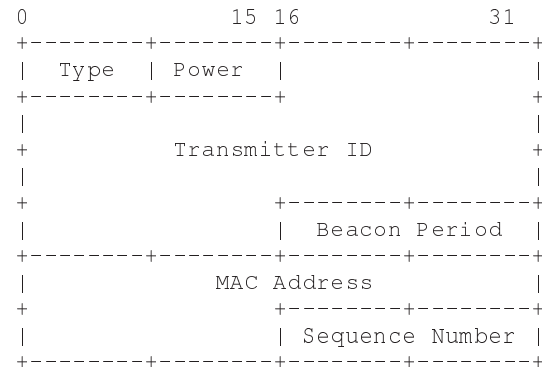 0 15 16 31
+--------+--------+--------+--------+
| Type | Power | |
+--------+--------+ +
| |
+ Transmitter ID +
| |
+ +--------+--------+
| | Beacon Period |
+--------+--------+--------+--------+
| MAC Address |
+ +--------+--------+
| | Sequence Number |
+--------+--------+--------+--------+